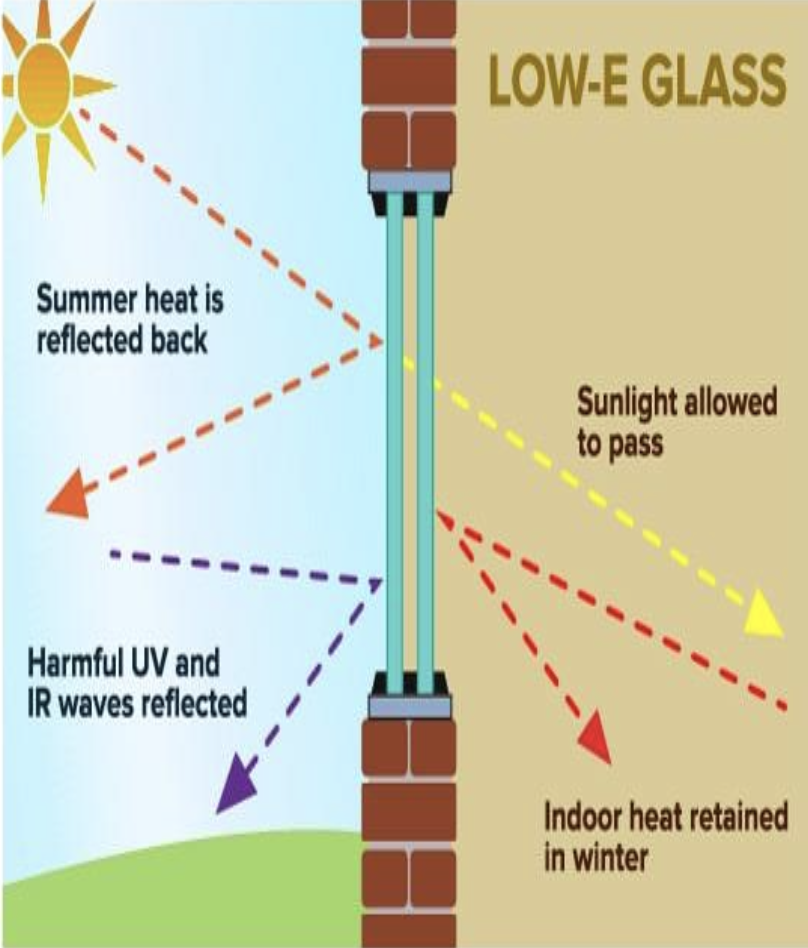 LOW-E GLASS
Summer heat is
reflected back
Sunlight allowed
to pass
Harmful UV and
IR waves reflected
Indoor heat retained
in winter